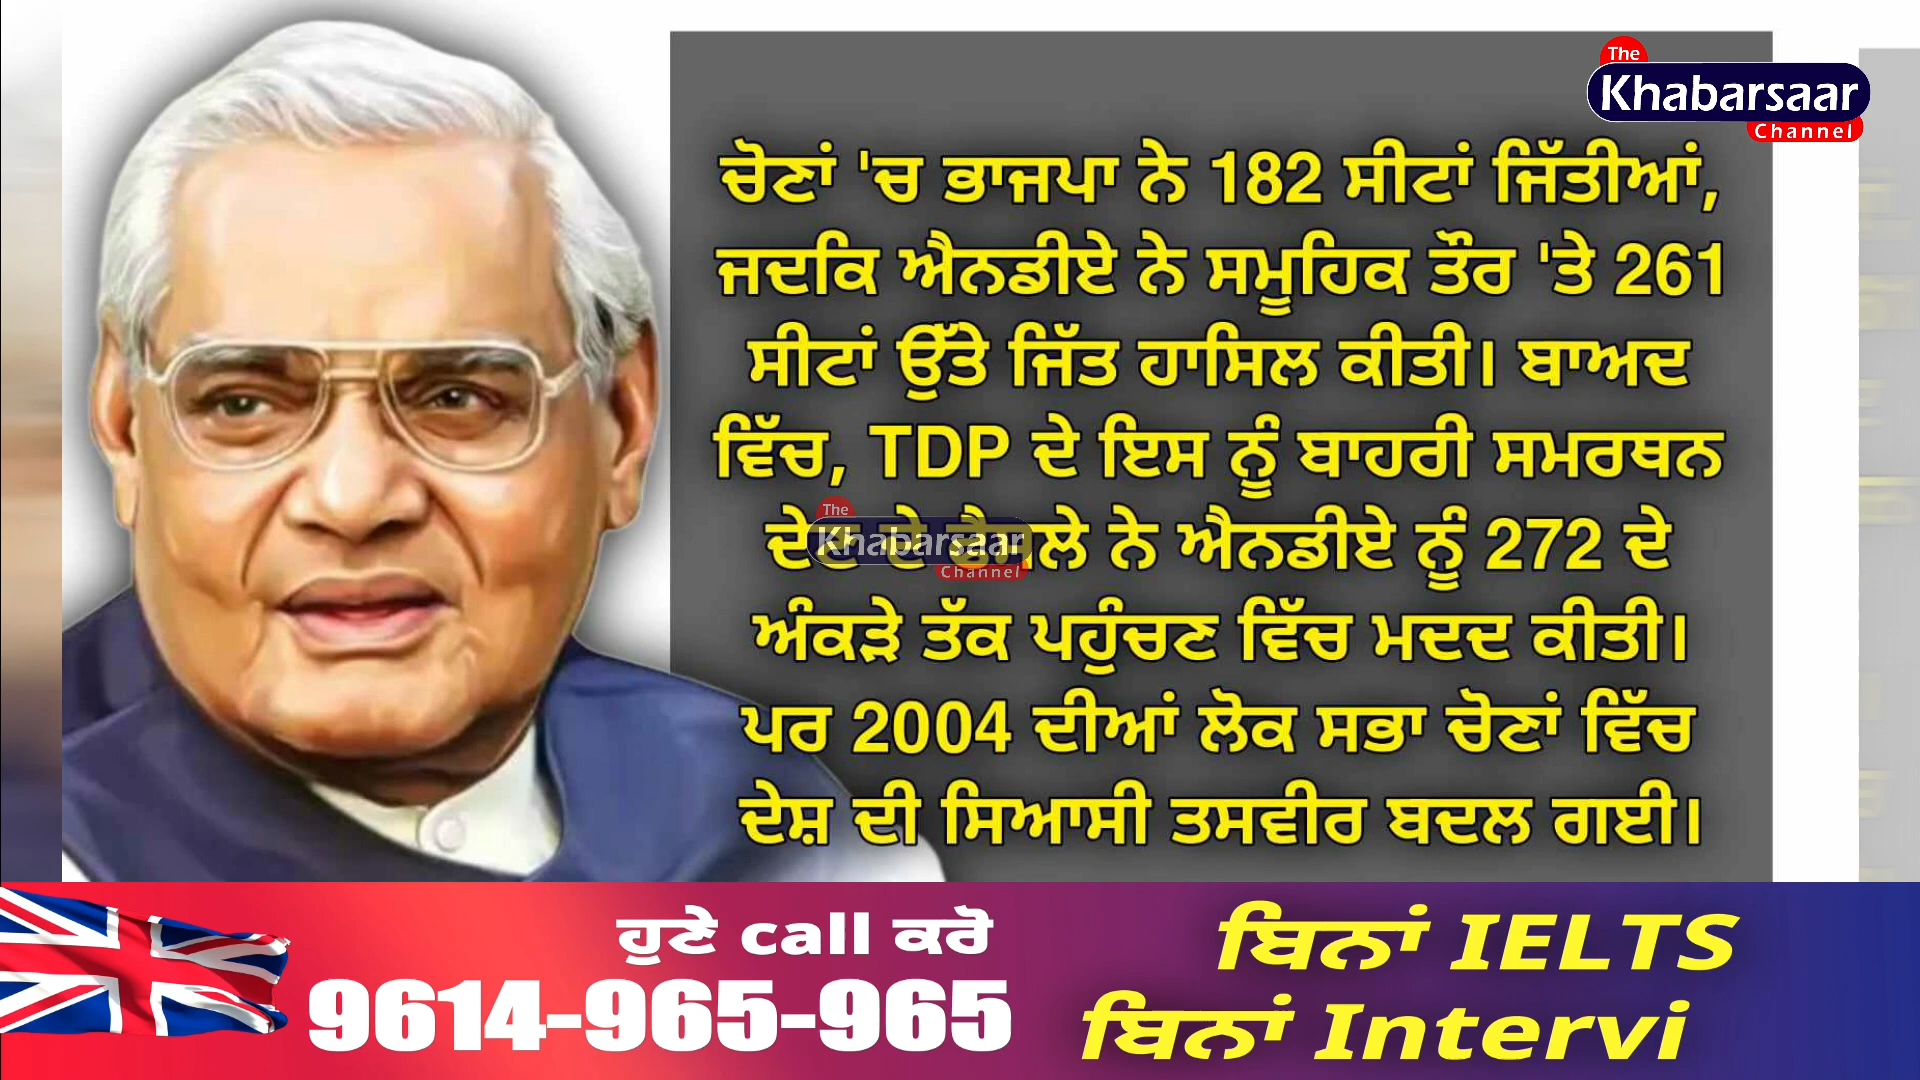 The
Khabarsaar
Channel
ਚੋਣਾਂ 'ਚ ਭਾਜਪਾ ਨੇ 182 ਸੀਟਾਂ ਜਿੱਤੀਆਂ,
ਜਦਕਿ ਐਨਡੀਏ ਨੇ ਸਮੂਹਿਕ ਤੌਰ 'ਤੇ 261
ਸੀਟਾਂ ਉੱਤੇ ਜਿੱਤ ਹਾਸਿਲ ਕੀਤੀ। ਬਾਅਦ
ਵਿੱਚ, TDP ਦੇ ਇਸ ਨੂੰ ਬਾਹਰੀ ਸਮਰਥਨ
The
Khabarsaar
Channel
ਨੇ ਐਨਡੀਏ ਨੂੰ 272 ਦੇ
ਅੰਕੜੇ ਤੱਕ ਪਹੁੰਚਣ ਵਿੱਚ ਮਦਦ ਕੀਤੀ।
ਪਰ 2004 ਦੀਆਂ ਲੋਕ ਸਭਾ ਚੋਣਾਂ ਵਿੱਚ
ਦੇਸ਼ ਦੀ ਸਿਆਸੀ ਤਸਵੀਰ ਬਦਲ ਗਈ।
ਹੁਣੇ call ਕਰੋ
9614-965-965
ਬਿਨਾਂ IELTS
ਬਿਨਾਂ Intervi